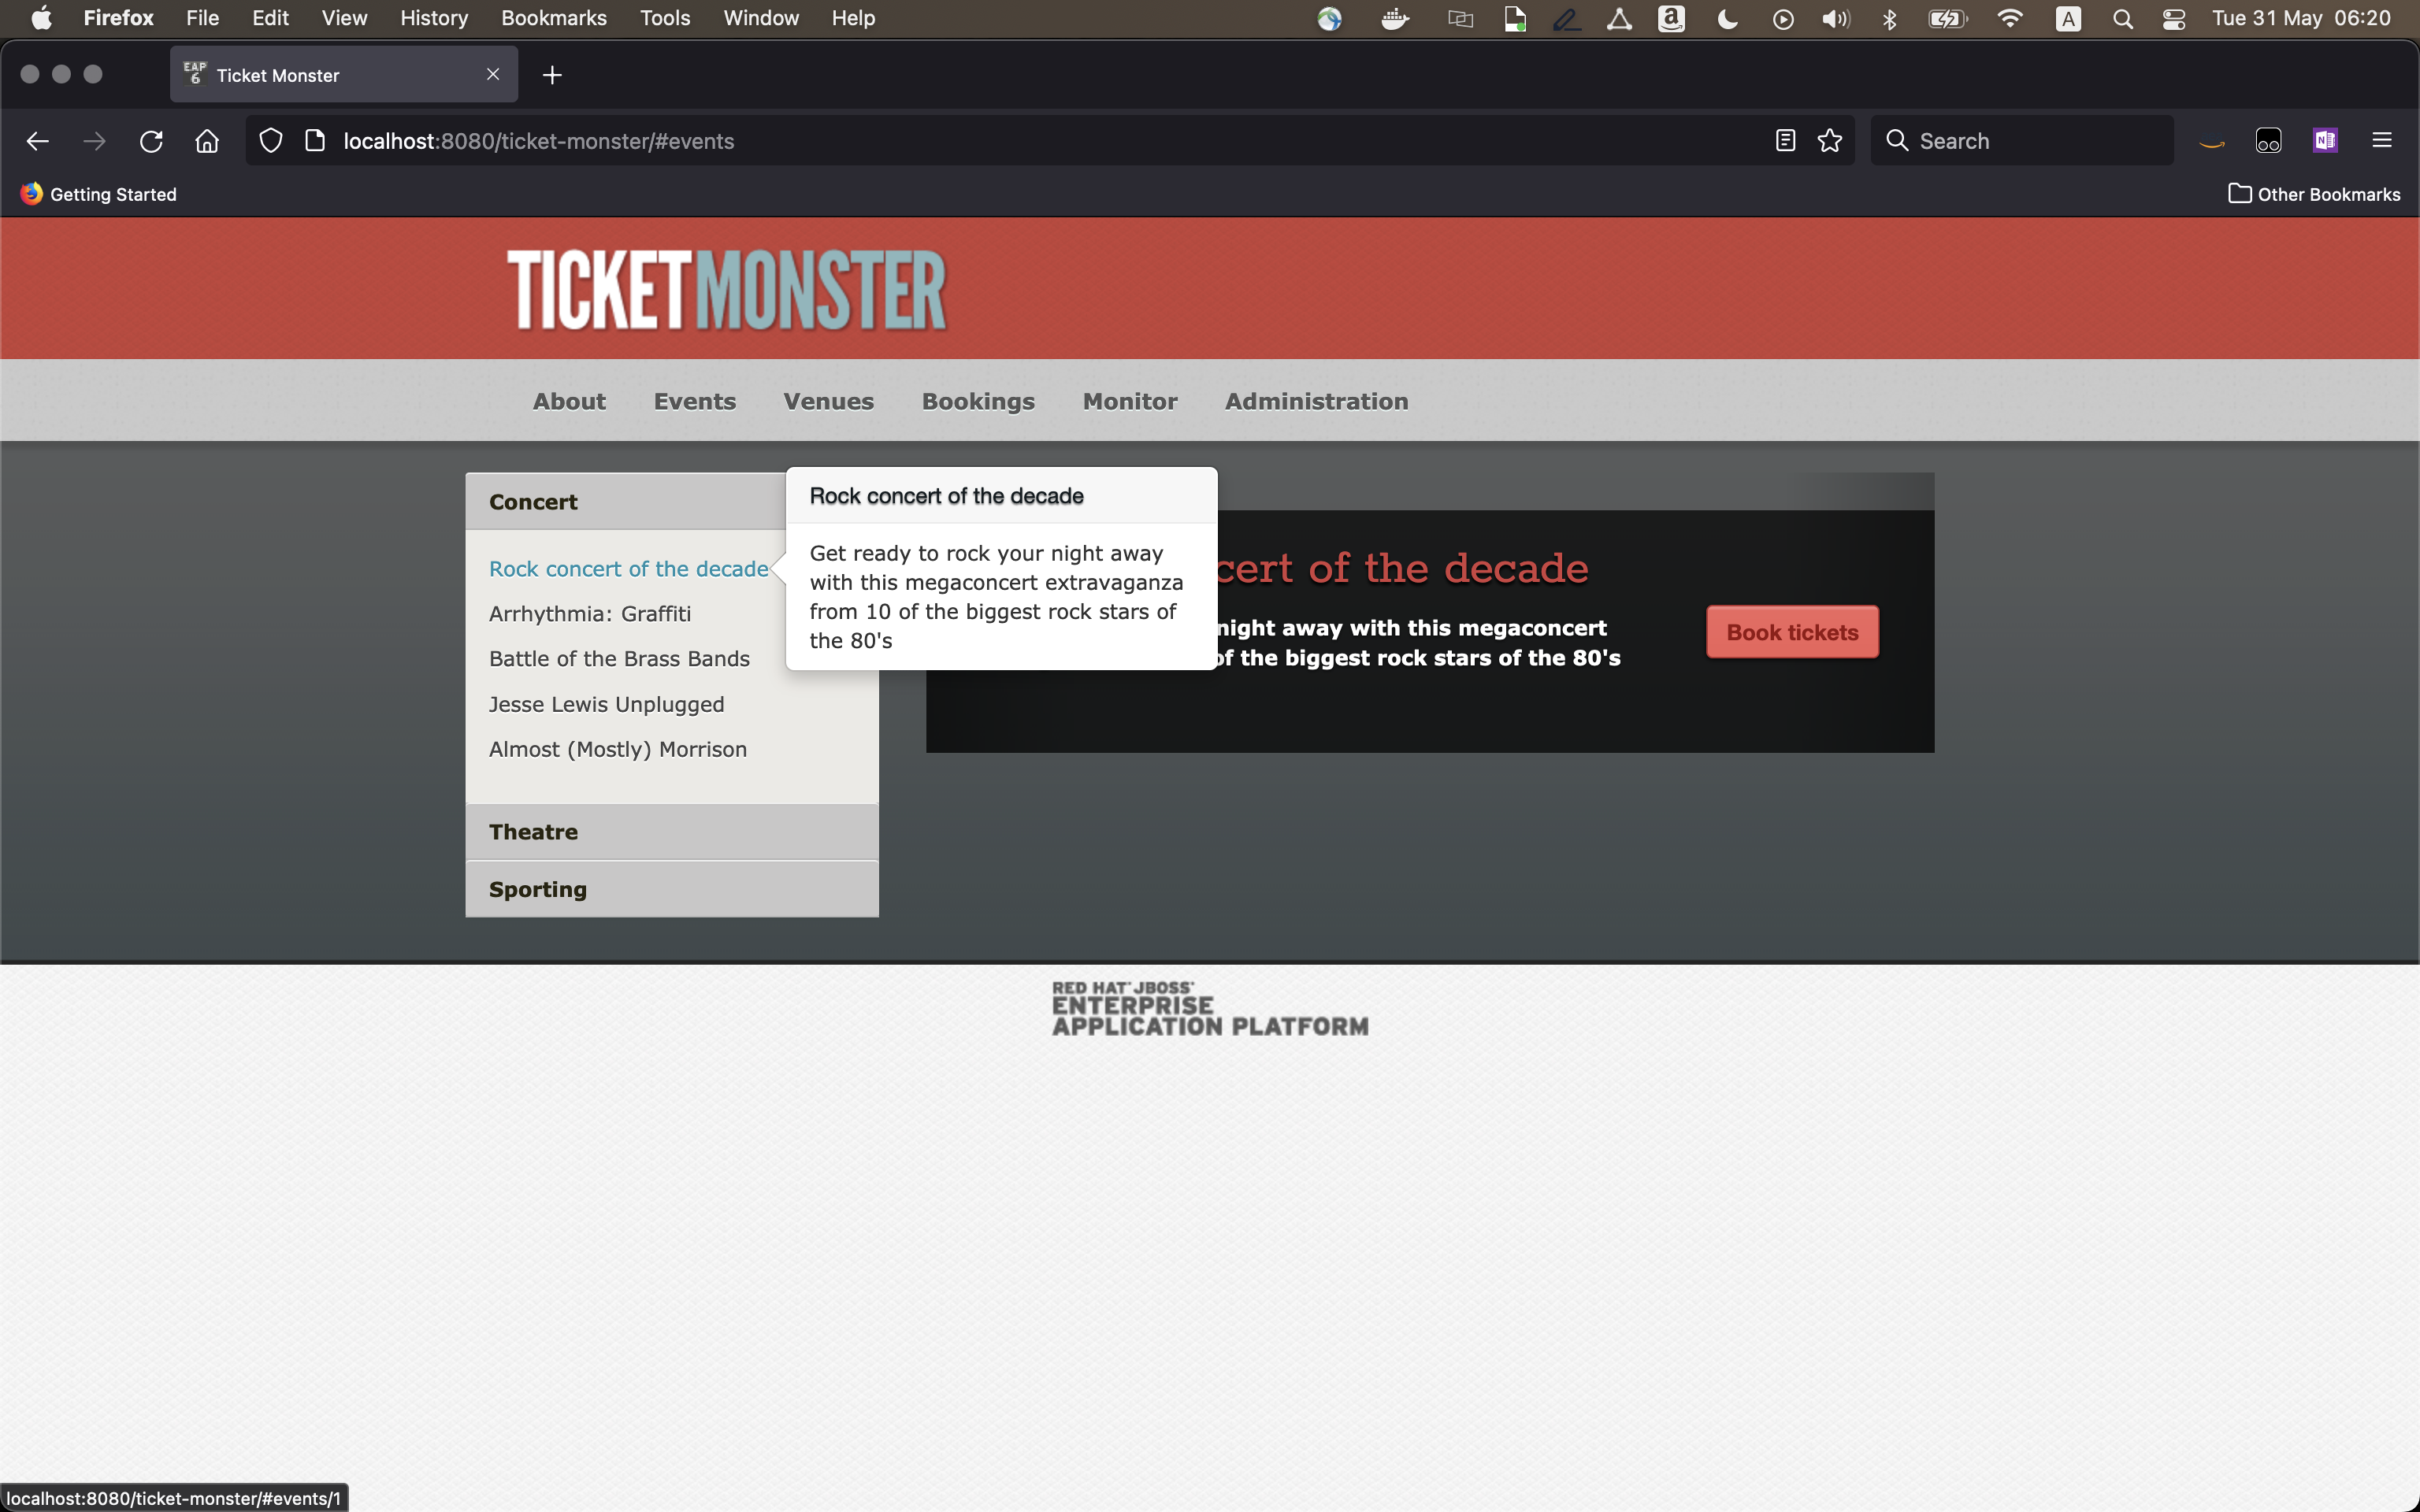 Firefox File Edit View History Bookmarks Tools Window Help
A
Tue 31 May 06:20
EAP
6
Ticket Monster
localhost:8080/ticket-monster/#events
Search
Getting Started
Other Bookmarks
TICKETMONSTER
About Events Venues Bookings Monitor Administration
Concert
Rock concert of the decade
Arrhythmia: Graffiti
Battle of the Brass Bands
Jesse Lewis Unplugged
Almost (Mostly) Morrison
Theatre
Sporting
Rock concert of the decade
Get ready to rock your night away
with this megaconcert extravaganza
from 10 of the biggest rock stars of
the 80's
cert of the decade
night away with this megaconcert
of the biggest rock stars of the 80's
Book tickets
RED HAT JBOSS
ENTERPRISE
APPLICATION PLATFORM
localhost:8080/ticket-monster/#events/1